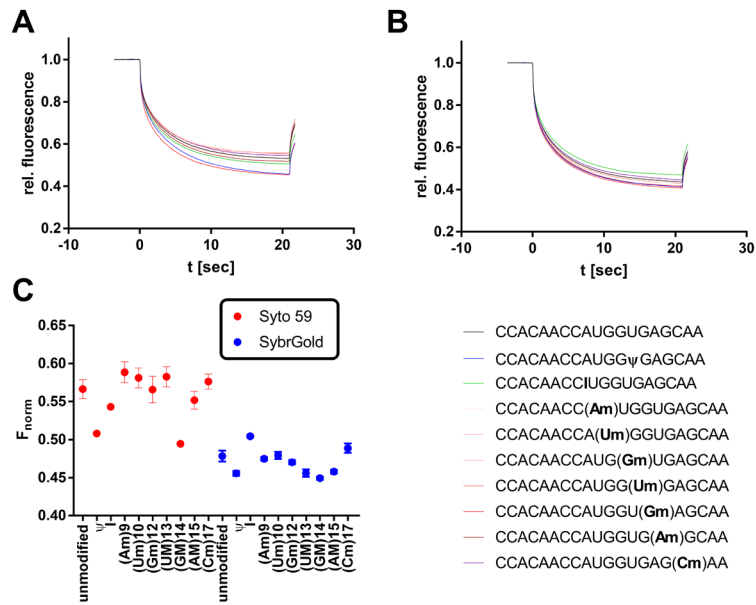 A
1.0
0.8
0.6
0.4
0.2
-10
0
10
20
30
t [sec]
rel. fluorescence
B
1.0
0.8
0.6
0.4
0.2
-10
0
10
20
30
t [sec]
rel. fluorescence
C
Syto 59
SybrGold
0.65
0.60
0.55
0.50
0.45
0.40
Fnorm
unmodified
ψ
I
(Am)9
(Um)10
(Gm)12
(UM)13
(GM)14
(AM)15
(Cm)17
unmodified
ψ
I
(Am)9
(Um)10
(Gm)12
(UM)13
(GM)14
(AM)15
(Cm)17
CCACAACCAUGGUGAGCAA
CCACAACCAUGGψGAGCAA
CCACAACCIUGGUGAGCAA
CCACAACC(Am)UGGUGAGCAA
CCACAACCA(Um)GGUGAGCAA
CCACAACCAUG(Gm)UGAGCAA
CCACAACCAUGG(Um)GAGCAA
CCACAACCAUGGU(Gm)AGCAA
CCACAACCAUGGUG(Am)GCAA
CCACAACCAUGGUGAG(Cm)AA